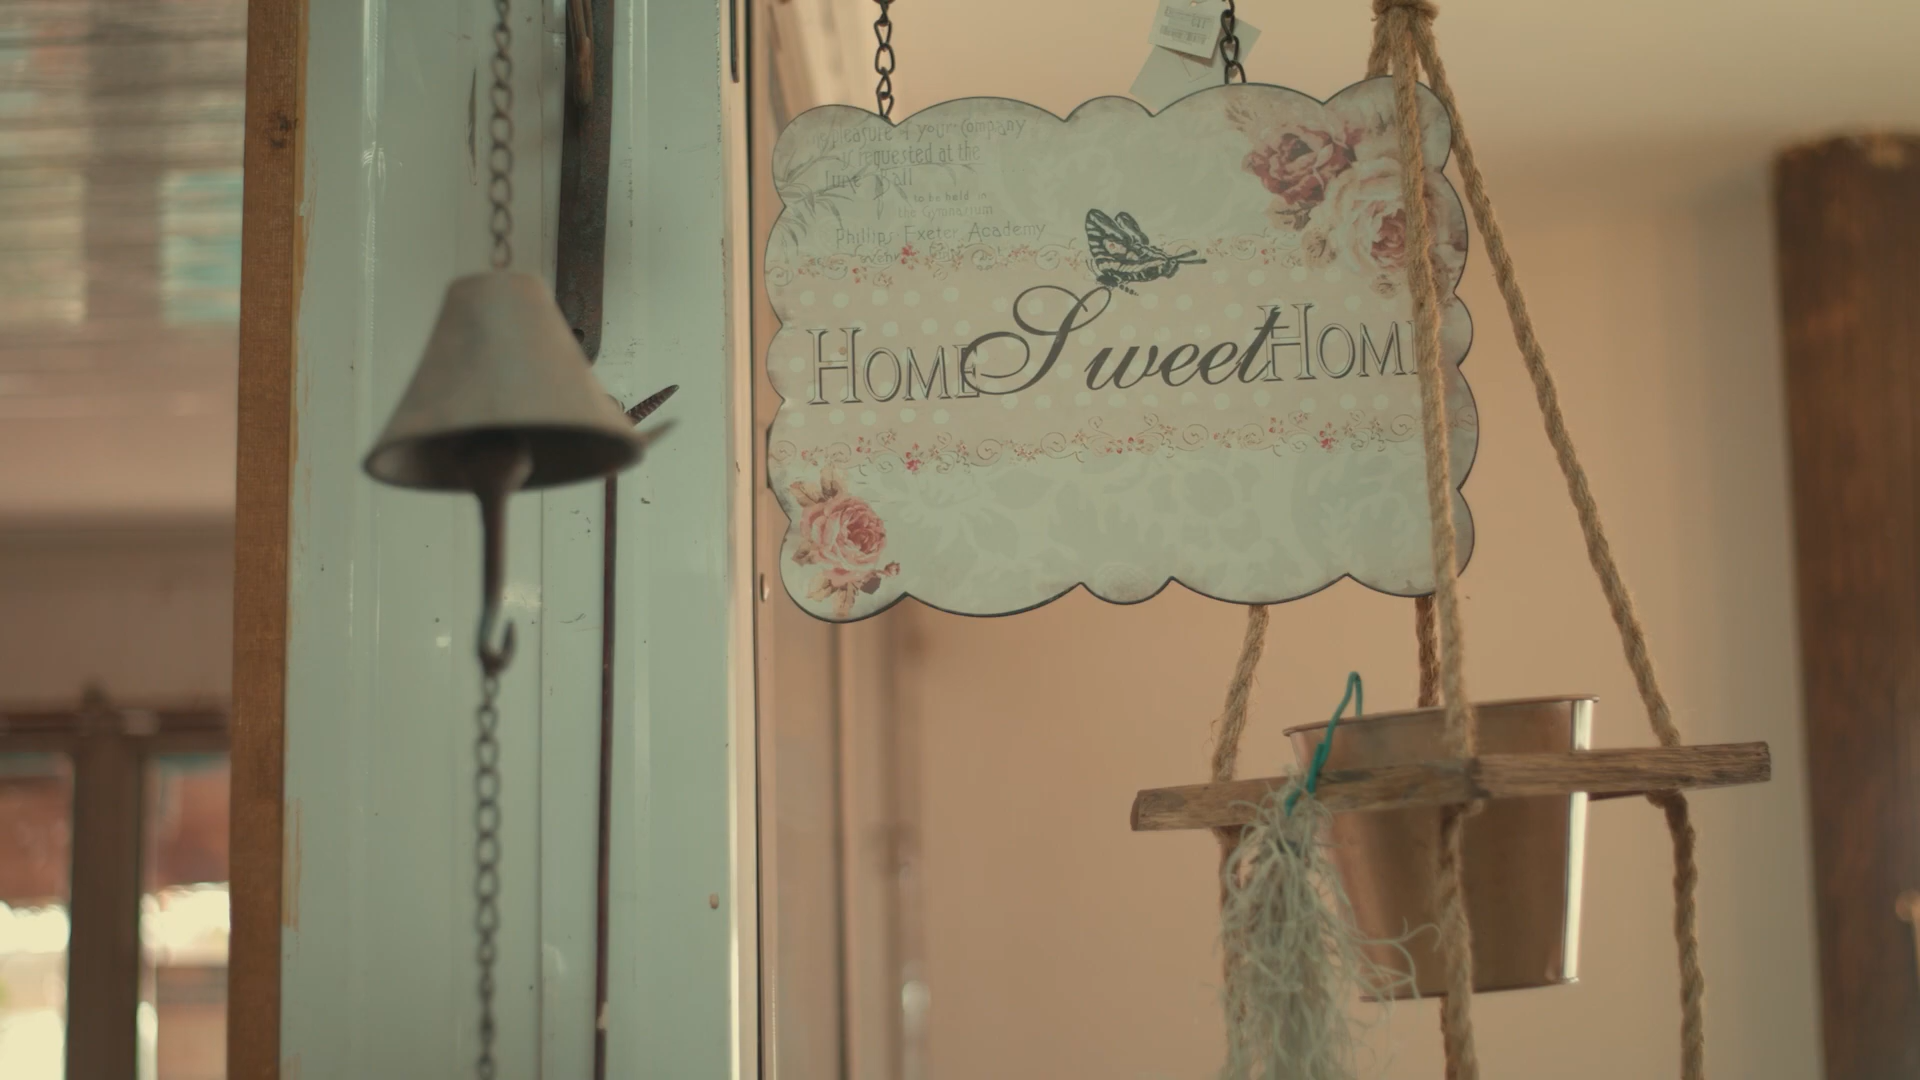 pleasure of your company
is requested at the
June Ball
to be held in
the Gymnasium
Phillips Exeter Academy
HOME Sweet HOME